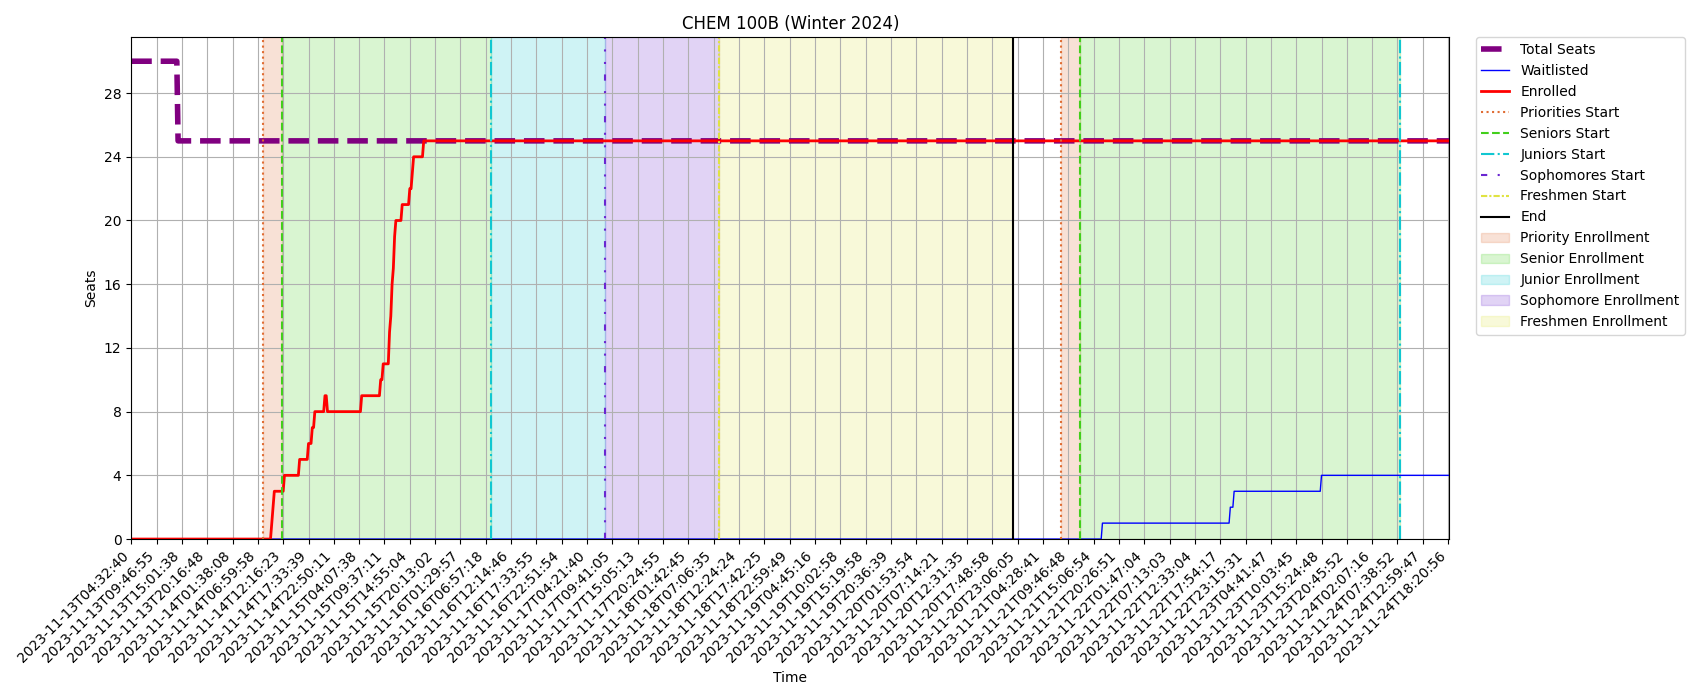 CHEM 100B (Winter 2024)
Seats
28
24
20
16
12
8
4
0
2023-11-13T04:32:40
2023-11-13T09:46:55
2023-11-13T15:01:38
2023-11-13T20:16:48
2023-11-14T01:38:08
2023-11-14T06:59:58
2023-11-14T12:16:23
2023-11-14T17:33:39
2023-11-14T22:50:11
2023-11-15T04:07:38
2023-11-15T09:37:11
2023-11-15T14:55:04
2023-11-15T20:13:02
2023-11-16T01:29:57
2023-11-16T06:57:18
2023-11-16T12:14:46
2023-11-16T17:33:55
2023-11-16T22:51:54
2023-11-17T04:21:40
2023-11-17T09:41:05
2023-11-17T15:05:13
2023-11-17T20:24:55
2023-11-18T01:42:45
2023-11-18T07:06:35
2023-11-18T12:24:24
2023-11-18T17:42:25
2023-11-18T22:59:49
2023-11-19T04:45:16
2023-11-19T10:02:58
2023-11-19T15:19:58
2023-11-19T20:36:39
2023-11-20T01:53:54
2023-11-20T07:14:21
2023-11-20T12:31:35
2023-11-20T17:48:58
2023-11-20T23:06:05
2023-11-21T04:28:41
2023-11-21T09:46:48
2023-11-21T15:06:54
2023-11-21T20:26:51
2023-11-22T01:47:04
2023-11-22T07:13:03
2023-11-22T12:33:04
2023-11-22T17:54:17
2023-11-22T23:15:31
2023-11-23T04:41:47
2023-11-23T10:03:45
2023-11-23T15:24:48
2023-11-23T20:45:52
2023-11-24T02:07:16
2023-11-24T07:38:52
2023-11-24T12:59:47
2023-11-24T18:20:56
Time
Total Seats
Waitlisted
Enrolled
Priorities Start
Seniors Start
Juniors Start
Sophomores Start
Freshmen Start
End
Priority Enrollment
Senior Enrollment
Junior Enrollment
Sophomore Enrollment
Freshmen Enrollment